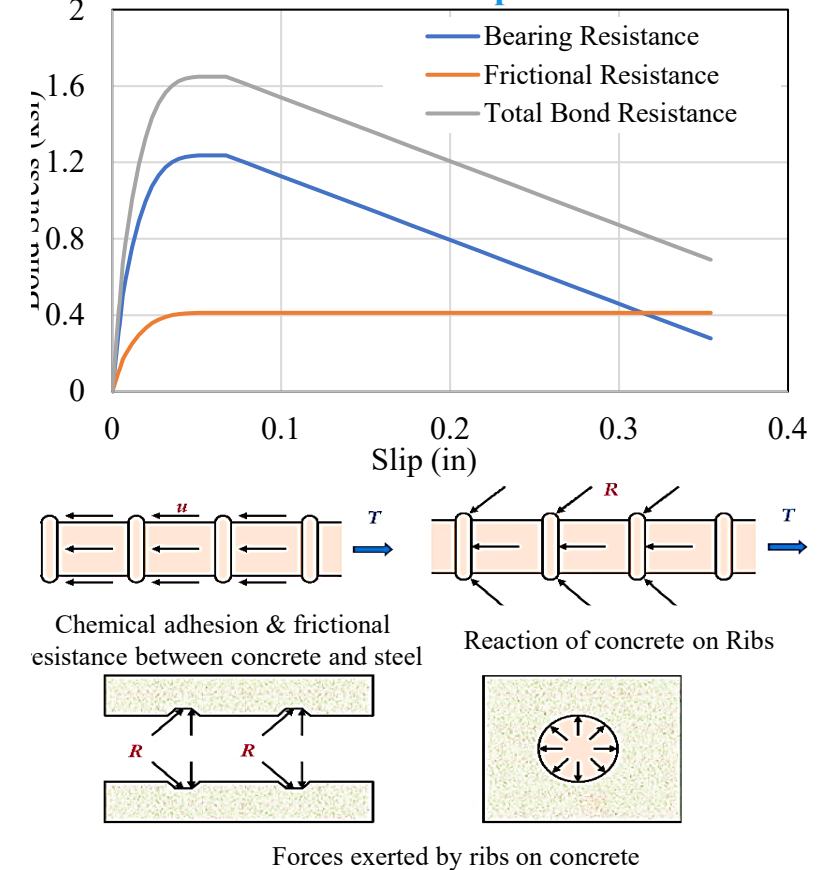 2
Bearing Resistance
1.6
Frictional Resistance
Total Bond Resistance
1.2
0.8
0.4
0
0 0.1 0.2 0.3 0.4
Slip (in)
u
T
R
T
Chemical adhesion & frictional
esistance between concrete and steel
Reaction of concrete on Ribs
R R
Forces exerted by ribs on concrete